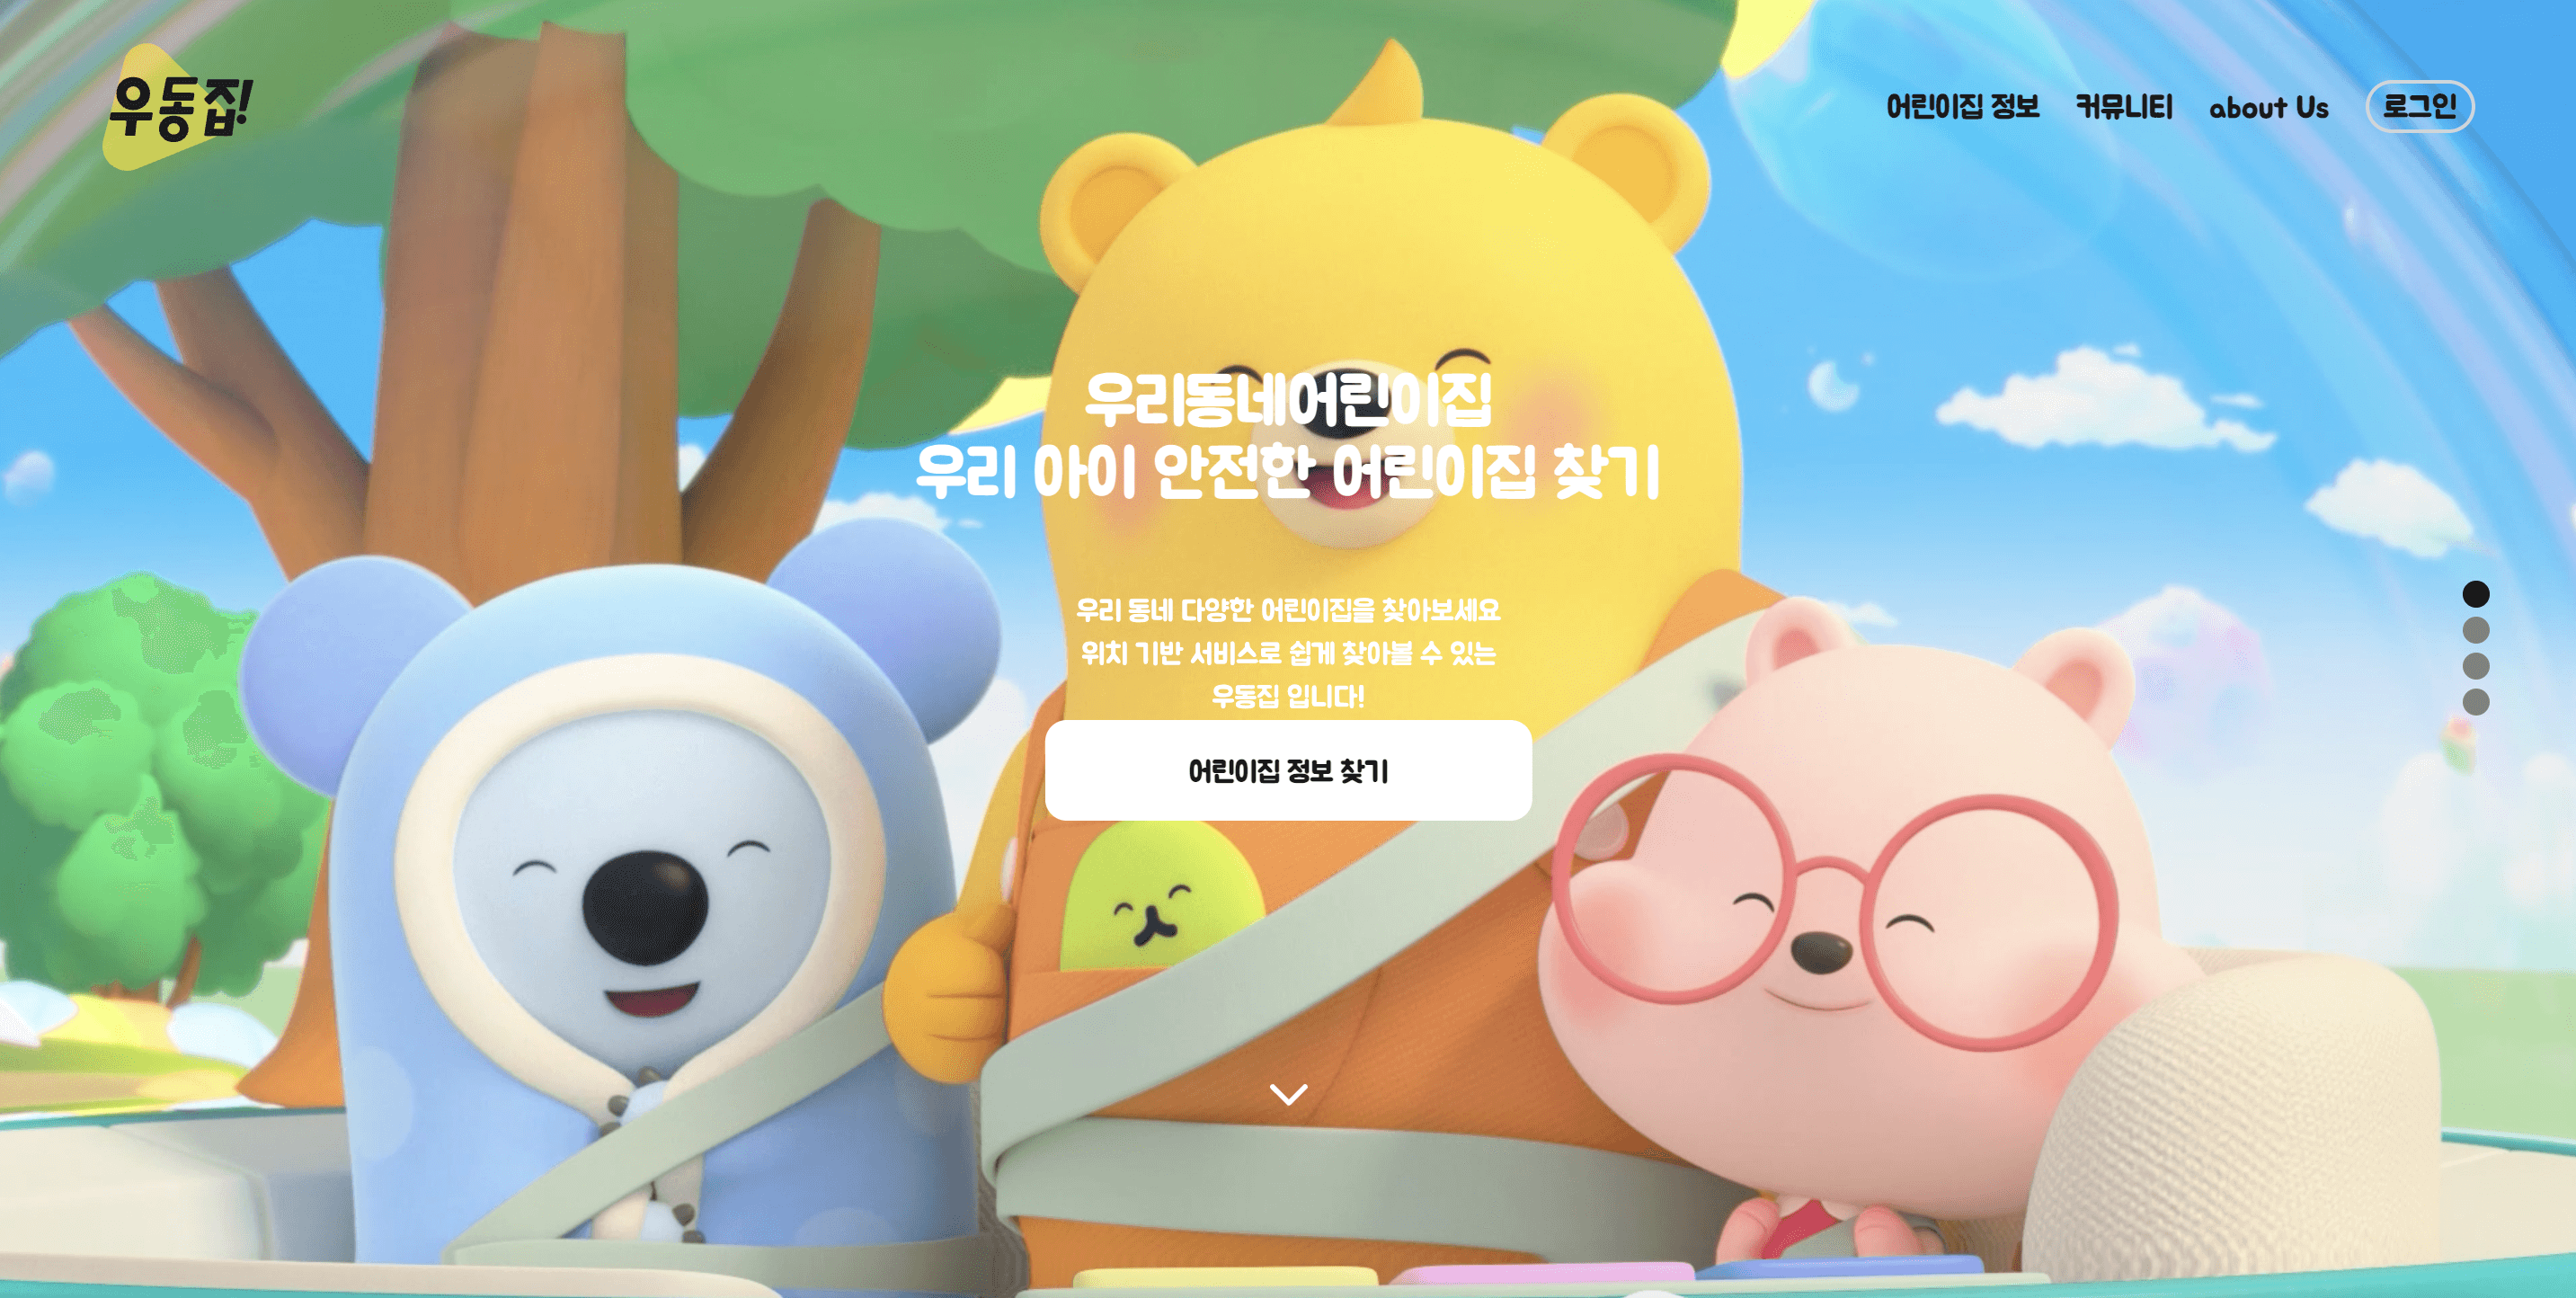 우동집!
어린이집 정보
커뮤니티
about Us
로그인
우리동네어린이집
우리 아이 안전한 어린이집 찾기
우리 동네 다양한 어린이집을 찾아보세요
위치 기반 서비스로 쉽게 찾아볼 수 있는
우동집 입니다!
어린이집 정보 찾기